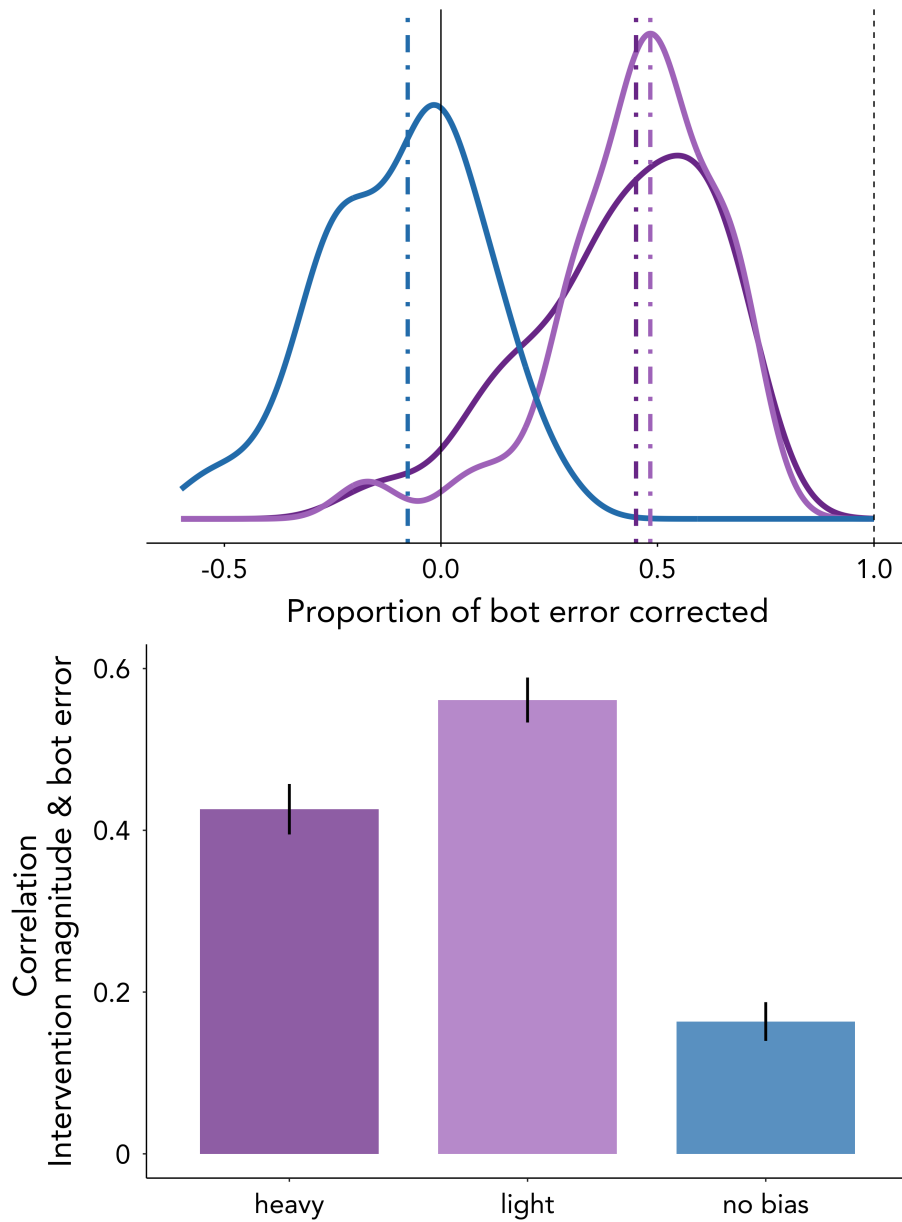 -0.5 0.0 0.5 1.0
Proportion of bot error corrected
Correlation
Intervention magnitude & bot error
0.6
0.4
0.2
0
heavy light no bias